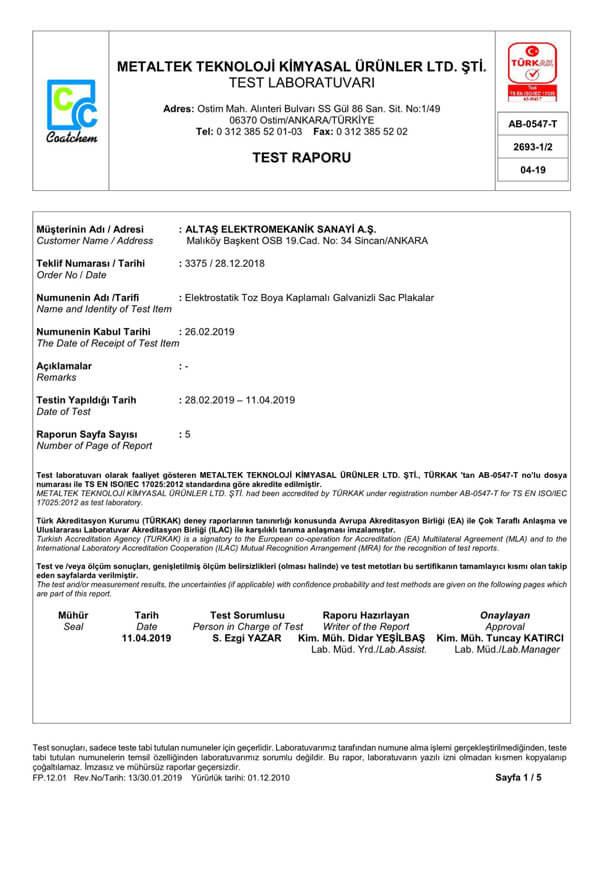 METALTEK TEKNOLOJİ KİMYASAL ÜRÜNLER LTD. ŞTİ.
TEST LABORATUVARI
Adres: Ostim Mah. Alınteri Bulvarı SS Gül 86 San. Sit. No:1/49
06370 Ostim/ANKARA/TÜRKİYE
Tel: 0 312 385 52 01-03 Fax: 0 312 385 52 02
TEST RAPORU
Coatchem
TÜRKAK
Test
TS EN ISO/IEC 17025
AB-0547-T
AB-0547-T
2693-1/2
04-19
Müşterinin Adı / Adresi : ALTAŞ ELEKTROMEKANİK SANAYİ A.Ş.
Customer Name / Address Malıköy Başkent OSB 19.Cad. No: 34 Sincan/ANKARA
Teklif Numarası / Tarihi : 3375 / 28.12.2018
Order No / Date
Numunenin Adı /Tarifi : Elektrostatik Toz Boya Kaplamalı Galvanizli Sac Plakalar
Name and Identity of Test Item
Numunenin Kabul Tarihi : 26.02.2019
The Date of Receipt of Test Item
Açıklamalar : -
Remarks
Testin Yapıldığı Tarih : 28.02.2019 – 11.04.2019
Date of Test
Raporun Sayfa Sayısı : 5
Number of Page of Report
Test laboratuvarı olarak faaliyet gösteren METALTEK TEKNOLOJİ KİMYASAL ÜRÜNLER LTD. ŞTİ., TÜRKAK 'tan AB-0547-T no'lu dosya
numarası ile TS EN ISO/IEC 17025:2012 standardına göre akredite edilmiştir.
METALTEK TEKNOLOJİ KİMYASAL ÜRÜNLER LTD. ŞTİ. had been accredited by TÜRKAK under registration number AB-0547-T for TS EN ISO/IEC
17025:2012 as test laboratory.
Türk Akreditasyon Kurumu (TÜRKAK) deney raporlarının tanınırlığı konusunda Avrupa Akreditasyon Birliği (EA) ile Çok Taraflı Anlaşma ve
Uluslararası Laboratuvar Akreditasyon Birliği (ILAC) ile karşılıklı tanıma anlaşması imzalamıştır.
Turkish Accreditation Agency (TURKAK) is a signatory to the European co-operation for Accreditation (EA) Multilateral Agreement (MLA) and to the
International Laboratory Accreditation Cooperation (ILAC) Mutual Recognition Arrangement (MRA) for the recognition of test reports.
Test ve /veya ölçüm sonuçları, genişletilmiş ölçüm belirsizlikleri (olması halinde) ve test metotları bu sertifikanın tamamlayıcı kısmı olan takip
eden sayfalarda verilmiştir.
The test and/or measurement results, the uncertainties (if applicable) with confidence probability and test methods are given on the following pages which
are part of this report.
Mühür Tarih Test Sorumlusu Raporu Hazırlayan Onaylayan
Seal Date Person in Charge of Test Writer of the Report Approval
11.04.2019 S. Ezgi YAZAR Kim. Müh. Didar YEŞİLBAŞ Kim. Müh. Tuncay KATIRCI
Lab. Müd. Yrd./Lab.Assist. Lab. Müd./Lab.Manager
Test sonuçları, sadece teste tabi tutulan numuneler için geçerlidir. Laboratuvarımız tarafından numune alma işlemi gerçekleştirilmediğinden, teste
tabi tutulan numunelerin temsil özelliğinden laboratuvarımız sorumlu değildir. Bu rapor, laboratuvarın yazılı izni olmadan kısmen kopyalanıp
çoğaltılamaz. İmzasız ve mühürsüz raporlar geçersizdir.
FP.12.01 Rev.No/Tarih: 13/30.01.2019 Yürürlük tarihi: 01.12.2010 Sayfa 1 / 5